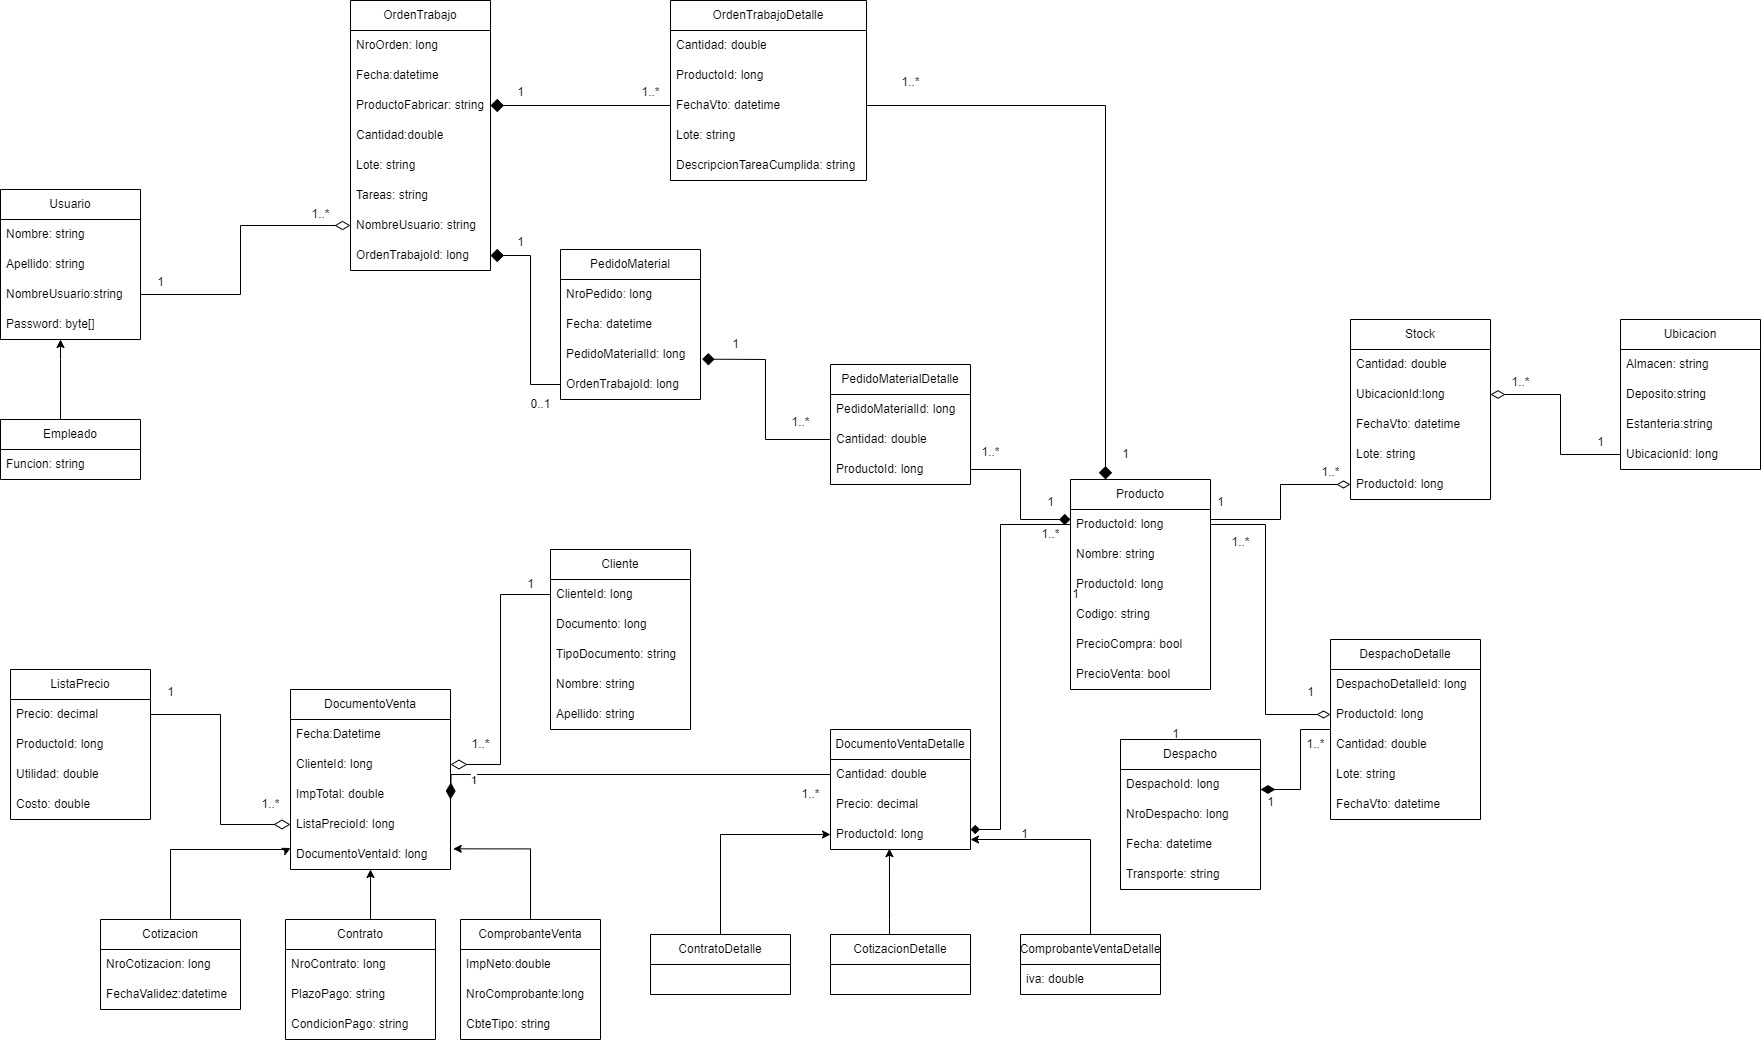 OrdenTrabajo
NroOrden: long
Fecha:datetime
ProductoFabricar: string
Cantidad:double
Lote: string
Tareas: string
NombreUsuario: string
OrdenTrabajoId: long
1
1..*
1
0..1
1..*
OrdenTrabajoDetalle
Cantidad: double
ProductoId: long
FechaVto: datetime
Lote: string
DescripcionTareaCumplida: string
1..*
1
Usuario
Nombre: string
Apellido: string
NombreUsuario:string
Password: byte[]
1
Empleado
Funcion: string
PedidoMaterial
NroPedido: long
Fecha: datetime
PedidoMaterialId: long
OrdenTrabajoId: long
1
1..*
PedidoMaterialDetalle
PedidoMaterialId: long
Cantidad: double
ProductoId: long
1..*
1
1..*
Producto
ProductoId: long
Nombre: string
ProductoId: long
1
Codigo: string
PrecioCompra: bool
PrecioVenta: bool
1
1..*
1..*
Stock
Cantidad: double
UbicacionId:long
FechaVto: datetime
Lote: string
ProductoId: long
1..*
1
Ubicacion
Almacen: string
Deposito:string
Estanteria:string
UbicacionId: long
Cliente
ClienteId: long
Documento: long
TipoDocumento: string
Nombre: string
Apellido: string
1
1..*
ListaPrecio
Precio: decimal
ProductoId: long
Utilidad: double
Costo: double
1
1..*
DocumentoVenta
Fecha:Datetime
ClienteId: long
ImpTotal: double
ListaPrecioId: long
DocumentoVentaId: long
1
1..*
DocumentoVentaDetalle
Cantidad: double
Precio: decimal
ProductoId: long
1
DespachoDetalle
DespachoDetalleId: long
ProductoId: long
Cantidad: double
Lote: string
FechaVto: datetime
1
1..*
1
1
Despacho
DespachoId: long
NroDespacho: long
Fecha: datetime
Transporte: string
Cotizacion
NroCotizacion: long
FechaValidez:datetime
Contrato
NroContrato: long
PlazoPago: string
CondicionPago: string
ComprobanteVenta
ImpNeto:double
NroComprobante:long
CbteTipo: string
ContratoDetalle
CotizacionDetalle
ComprobanteVentaDetalle
iva: double